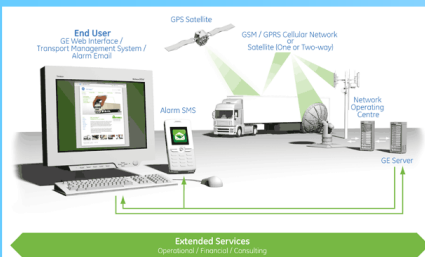 GPS Satellite
End User
GE Web Interface /
Transport Management System /
Alarm Email
GSM / GPRS Cellular Network
or
Satellite (One or Two-way)
Alarm SMS
Network
Operating
Centre
GE Server
Extended Services
Operational / Financial / Consulting